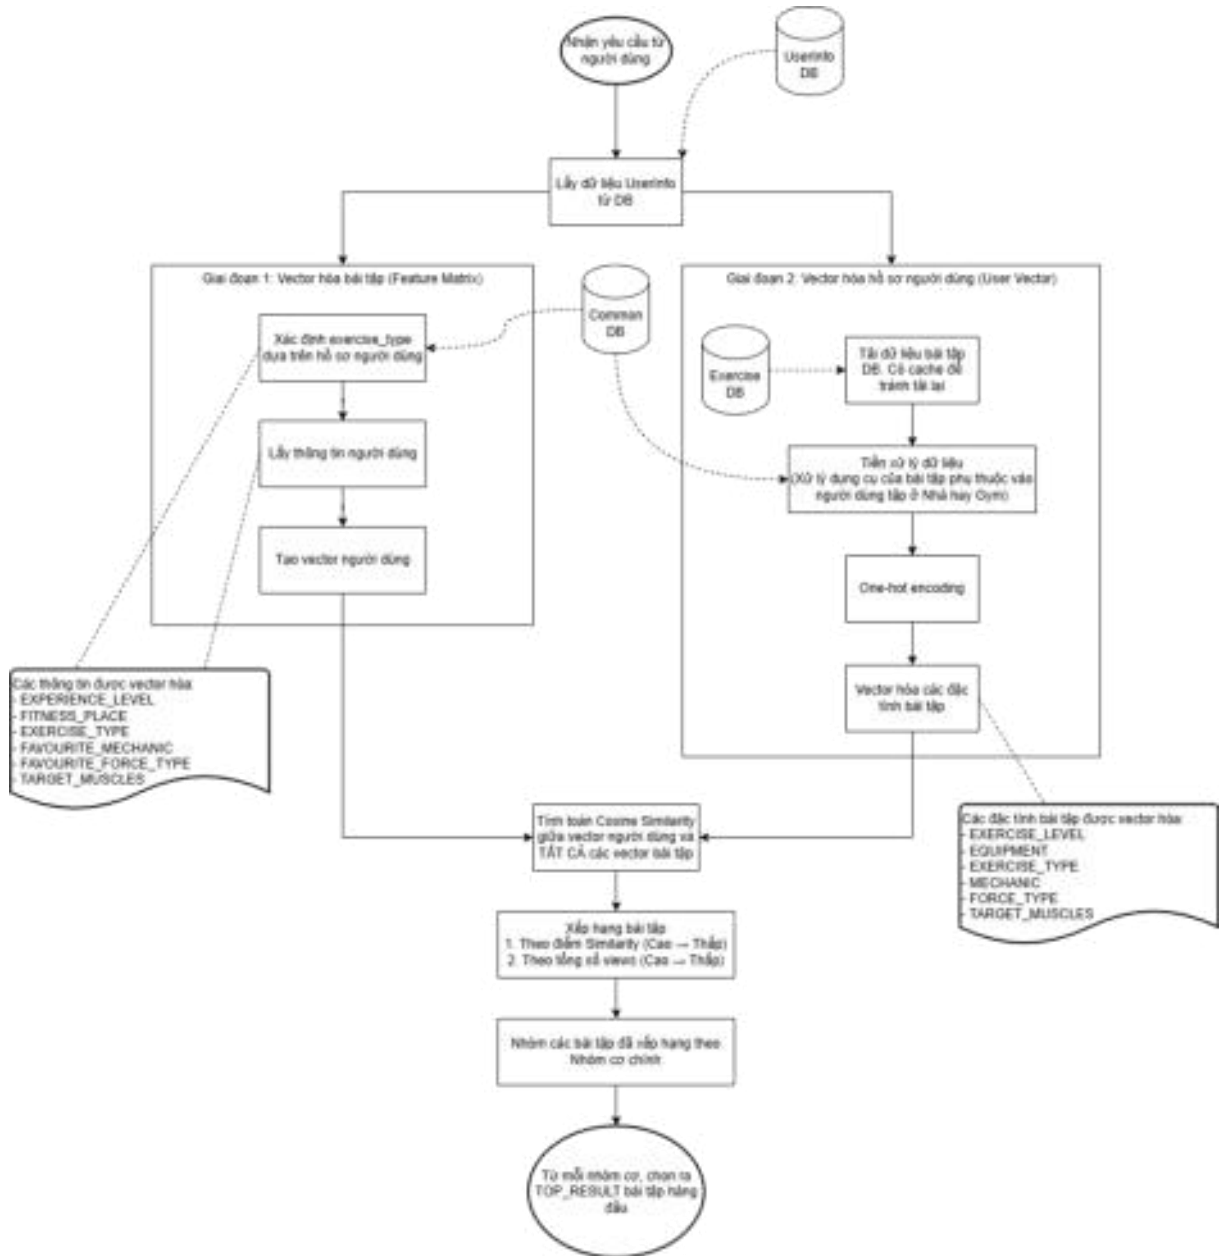 Nhận yêu cầu từ
người dùng
UserInfo
DB
Lấy dữ liệu UserInfo
từ DB
Giai đoạn 1: Vector hóa bài tập (Feature Matrix)
Xác định exercise_type
dựa trên hồ sơ người dùng
Lấy thông tin người dùng
Tạo vector người dùng
Common
DB
Giai đoạn 2: Vector hóa hồ sơ người dùng (User Vector)
Exercise
DB
Tải dữ liệu bài tập
DB. Có cache để
tránh tải lại
Tiền xử lý dữ liệu
(Xử lý dụng cụ của bài tập phụ thuộc vào
người dùng tập ở Nhà hay Gym)
One-hot encoding
Vector hóa các đặc
tính bài tập
Các thông tin được vector hóa:
- EXPERIENCE_LEVEL
- FITNESS_PLACE
- EXERCISE_TYPE
- FAVOURITE_MECHANIC
- FAVOURITE_FORCE_TYPE
- TARGET_MUSCLES
Các đặc tính bài tập được vector hóa:
- EXERCISE_LEVEL
- EQUIPMENT
- EXERCISE_TYPE
- MECHANIC
- FORCE_TYPE
- TARGET_MUSCLES
Tính toán Cosine Similarity
giữa vector người dùng và
TẤT CẢ các vector bài tập
Xếp hạng bài tập
1. Theo điểm Similarity (Cao → Thấp)
2. Theo tổng số views (Cao → Thấp)
Nhóm các bài tập đã xếp hạng theo
Nhóm cơ chính
Từ mỗi nhóm cơ, chọn ra
TOP_RESULT bài tập hàng
đầu